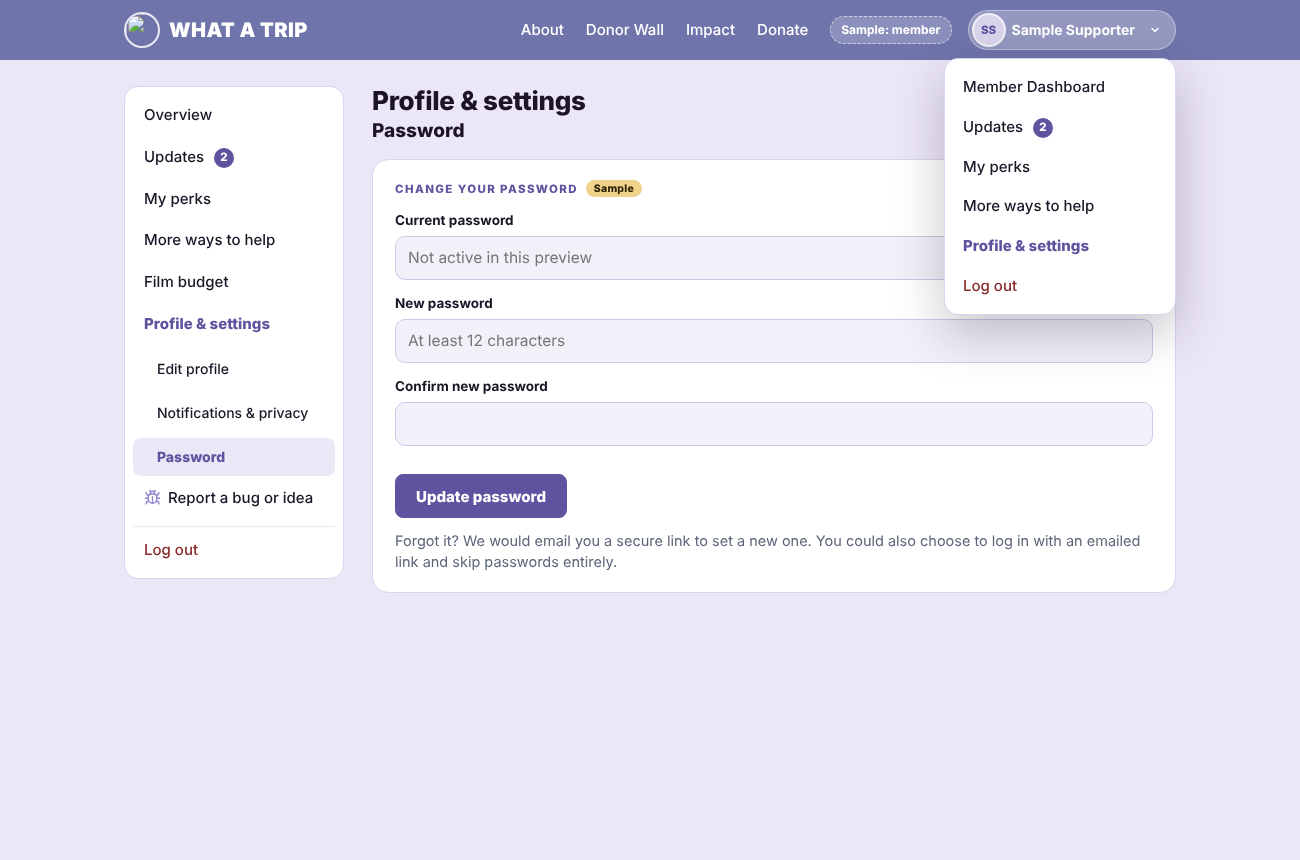 WHAT A TRIP
About
Donor Wall
Impact
Donate
Sample: member
SS
Sample Supporter
Member Dashboard
Updates 2
My perks
More ways to help
Profile & settings
Log out
Overview
Updates 2
My perks
More ways to help
Film budget
Profile & settings
Edit profile
Notifications & privacy
Password
Report a bug or idea
Log out
Profile & settings
Password
CHANGE YOUR PASSWORD Sample
Current password
Not active in this preview
New password
At least 12 characters
Confirm new password
Update password
Forgot it? We would email you a secure link to set a new one. You could also choose to log in with an emailed
link and skip passwords entirely.